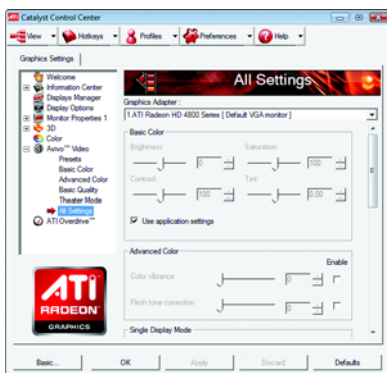 Catalyst Control Center
View Hotkeys Profiles Preferences Help
Graphics Settings
Welcome
Information Center
Displays Manager
Display Options
Monitor Properties 1
3D
Color
Avivo™ Video
Presets
Basic Color
Advanced Color
Basic Quality
Theater Mode
All Settings
ATI Overdrive™
ATI
RADEON
GRAPHICS
All Settings
Graphics Adapter :
1.ATI Radeon HD 4800 Series [ Default VGA monitor ]
Basic Color
Brightness: 0 Saturation: 100
Contrast: 100 Tint: 0.00
Use application settings
Advanced Color
Enable
Color vibrance 0
Flesh tone correction 0
Single Display Mode
Basic... OK Apply Discard Defaults